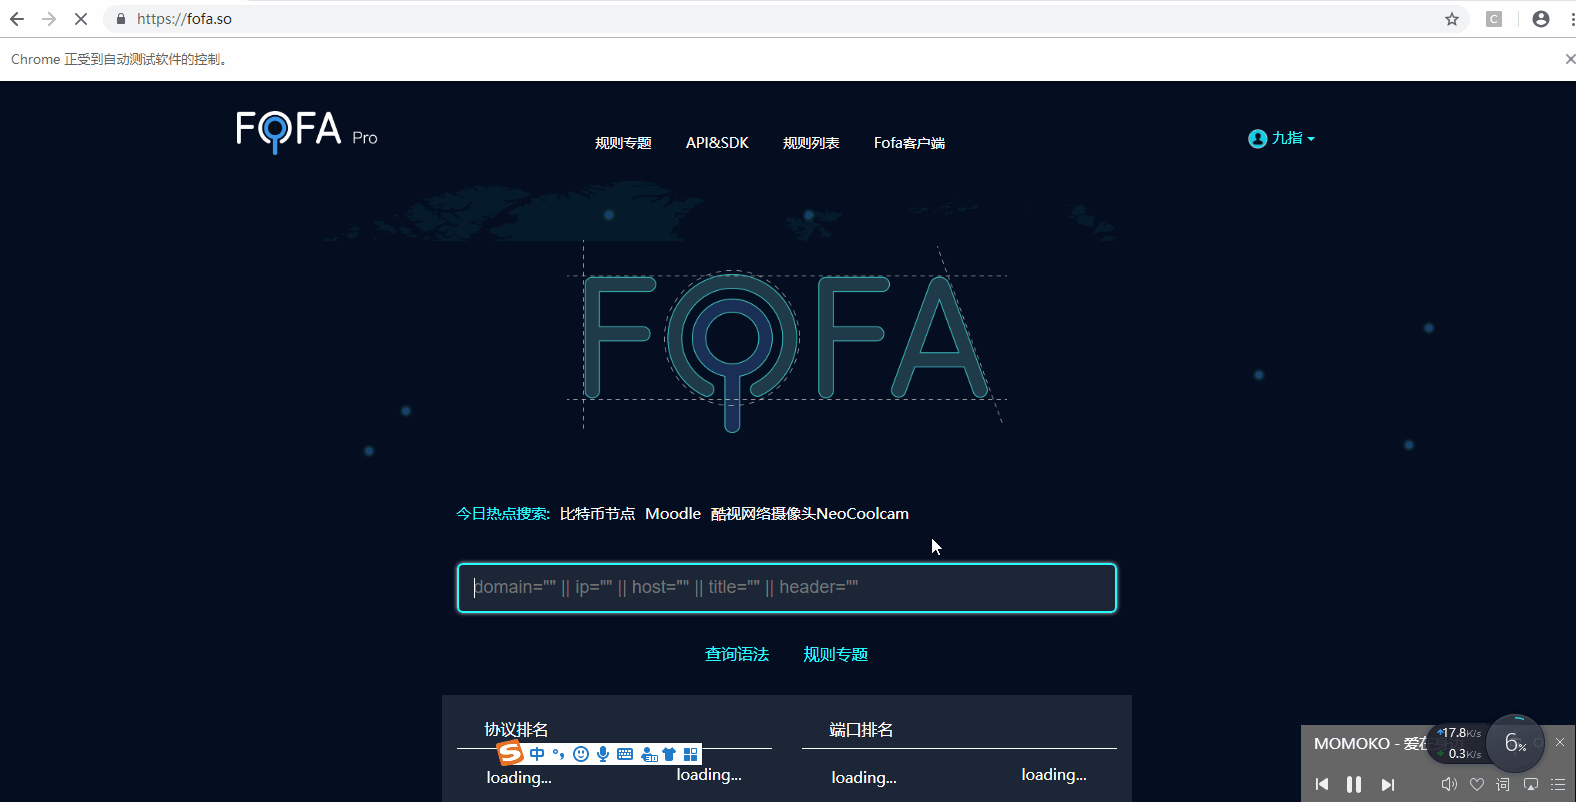 https://fofa.so
C
Chrome 正受到自动测试软件的控制。
FOFA Pro
规则专题 API&SDK 规则列表 Fofa客户端
九指
FOFA
今日热点搜索: 比特币节点 Moodle 酷视网络摄像头NeoCoolcam
domain="" || ip="" || host="" || title="" || header=""
查询语法 规则专题
协议排名 端口排名
S 中
loading... loading... loading... loading...
17.8K/s
0.3K/s
6%
MOMOKO - 爱在
词